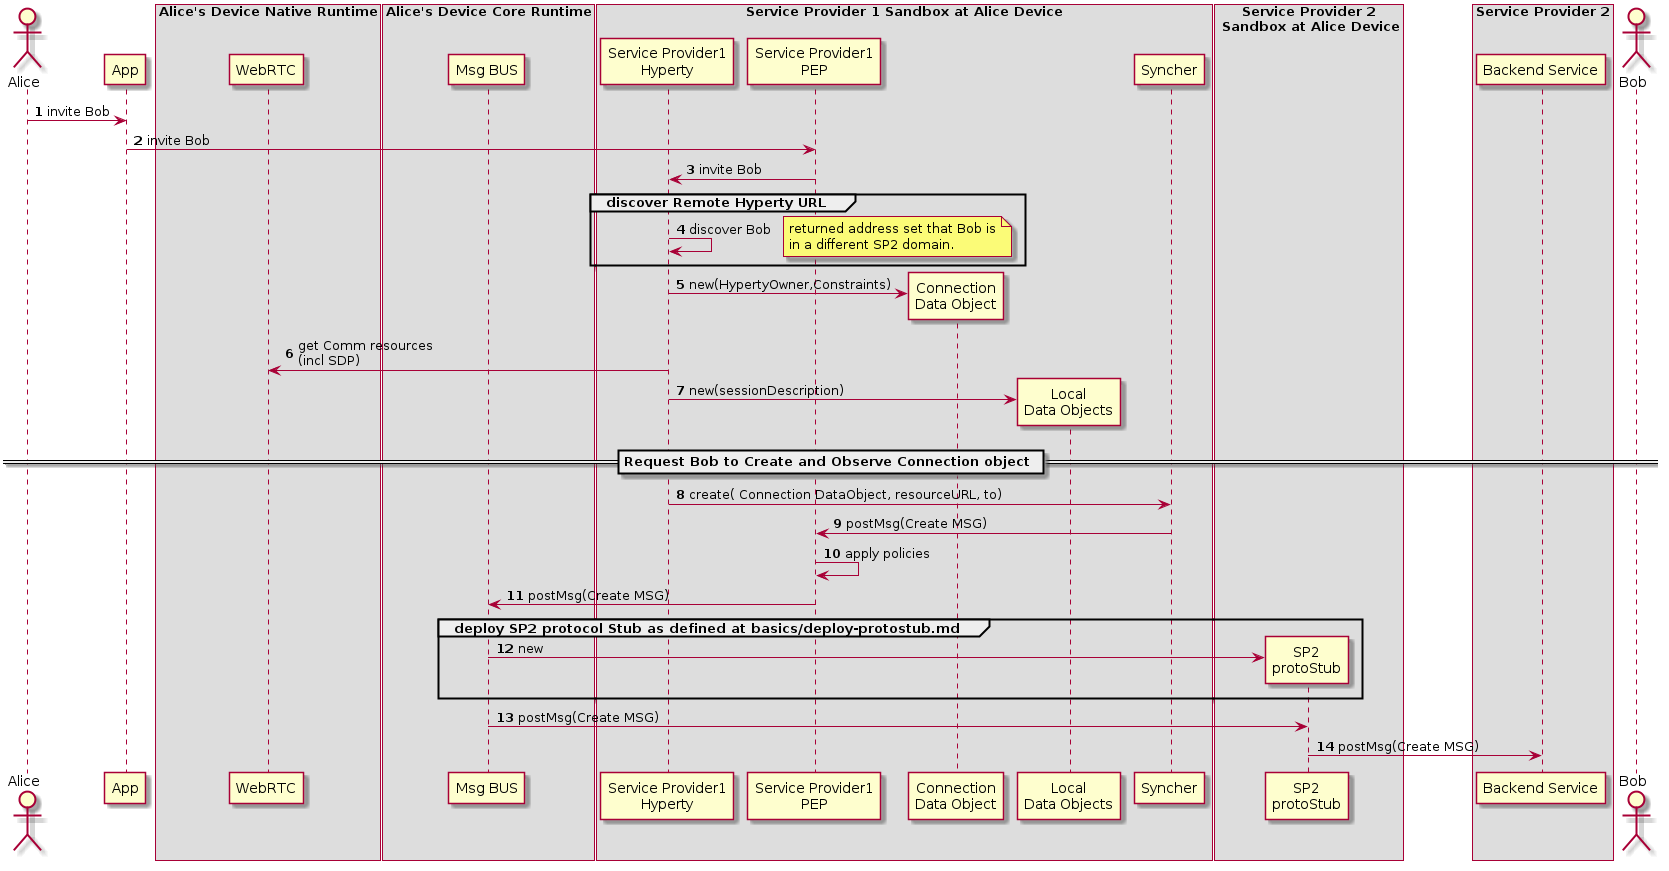 Alice's Device Native Runtime
Alice's Device Core Runtime
Service Provider 1 Sandbox at Alice Device
Service Provider 2
Sandbox at Alice Device
Service Provider 2
Alice
App
WebRTC
Msg BUS
Service Provider1
Hyperty
Service Provider1
PEP
Syncher
Backend Service
Bob
1 invite Bob
2 invite Bob
3 invite Bob
discover Remote Hyperty URL
4 discover Bob
returned address set that Bob is
in a different SP2 domain.
5 new(HypertyOwner,Constraints)
Connection
Data Object
6 get Comm resources
(incl SDP)
7 new(sessionDescription)
Local
Data Objects
Request Bob to Create and Observe Connection object
8 create( Connection DataObject, resourceURL, to)
9 postMsg(Create MSG)
10 apply policies
11 postMsg(Create MSG)
deploy SP2 protocol Stub as defined at basics/deploy-protostub.md
12 new
SP2
protoStub
13 postMsg(Create MSG)
14 postMsg(Create MSG)
Alice
App
WebRTC
Msg BUS
Service Provider1
Hyperty
Service Provider1
PEP
Connection
Data Object
Local
Data Objects
Syncher
SP2
protoStub
Backend Service
Bob